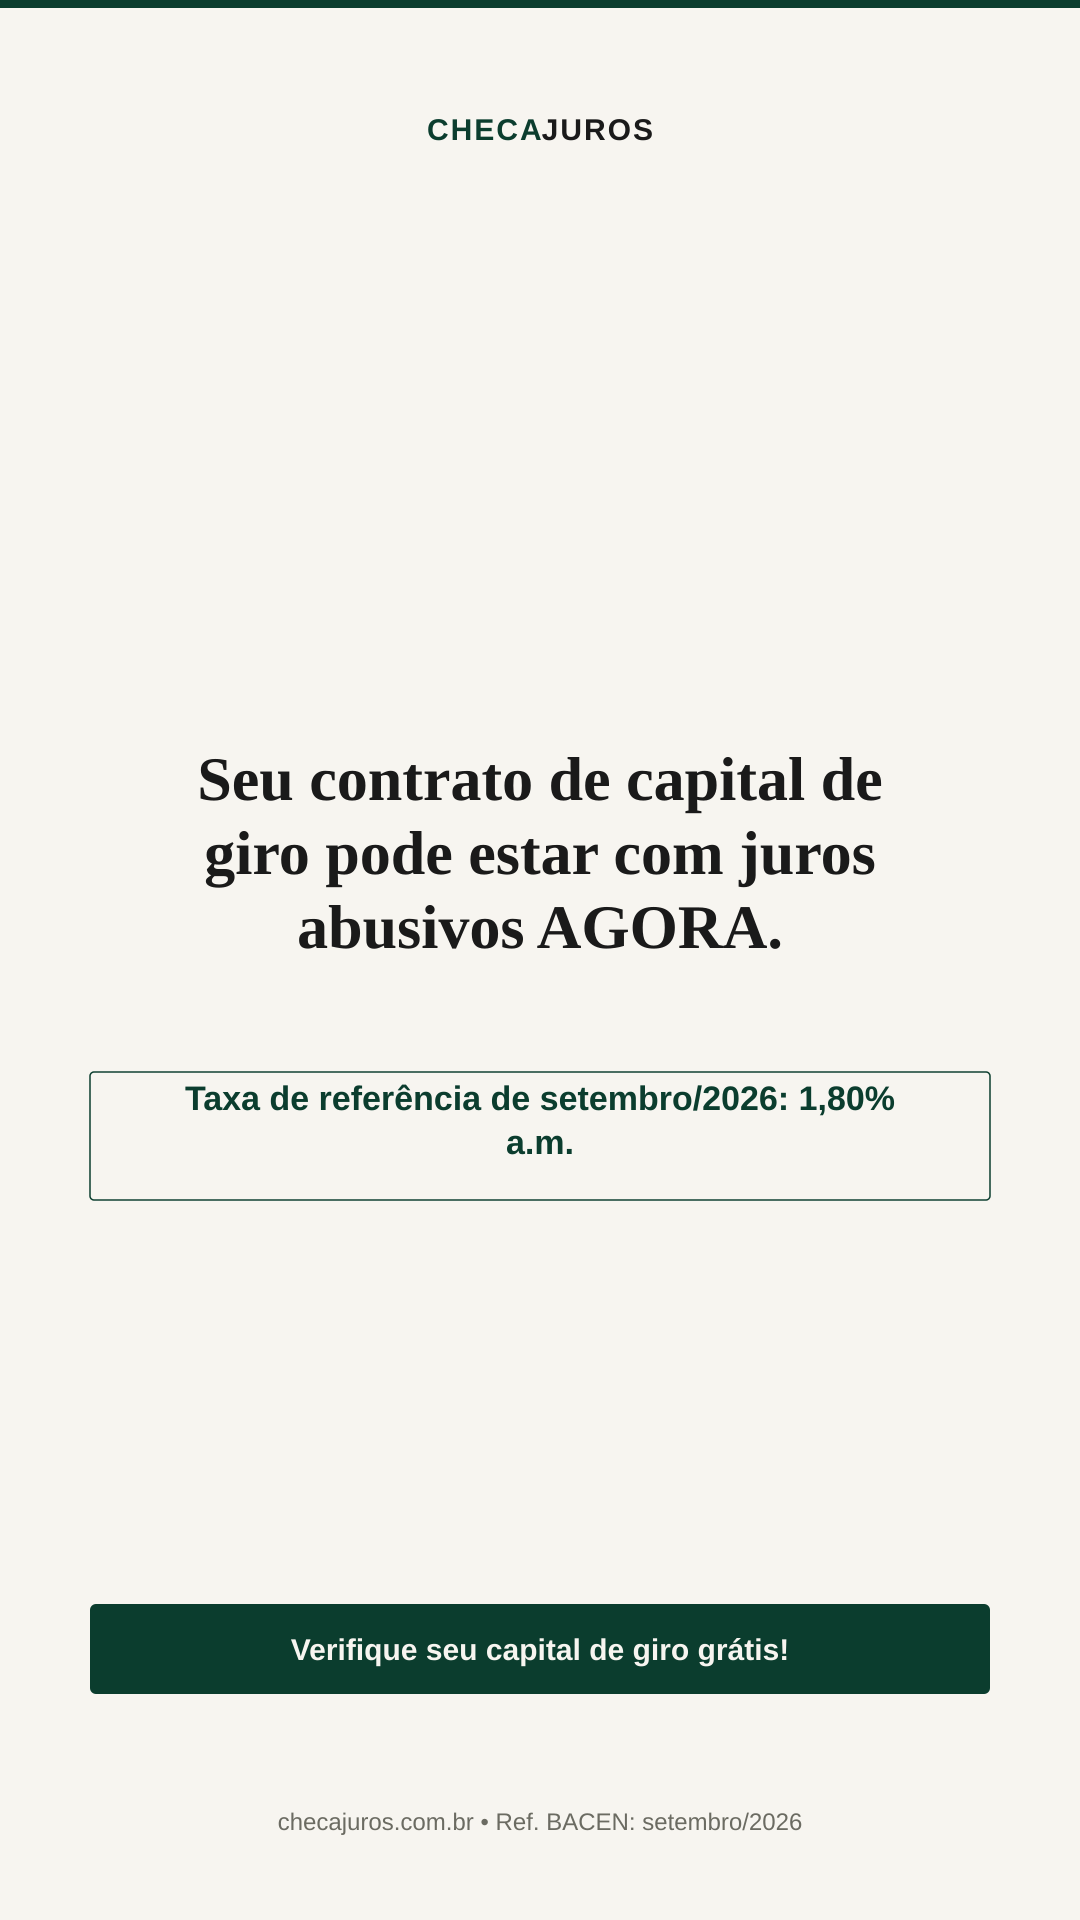 CHECAJUROS
Seu contrato de capital de
giro pode estar com juros
abusivos AGORA.
Taxa de referência de setembro/2026: 1,80%
a.m.
Verifique seu capital de giro grátis!
checajuros.com.br • Ref. BACEN: setembro/2026